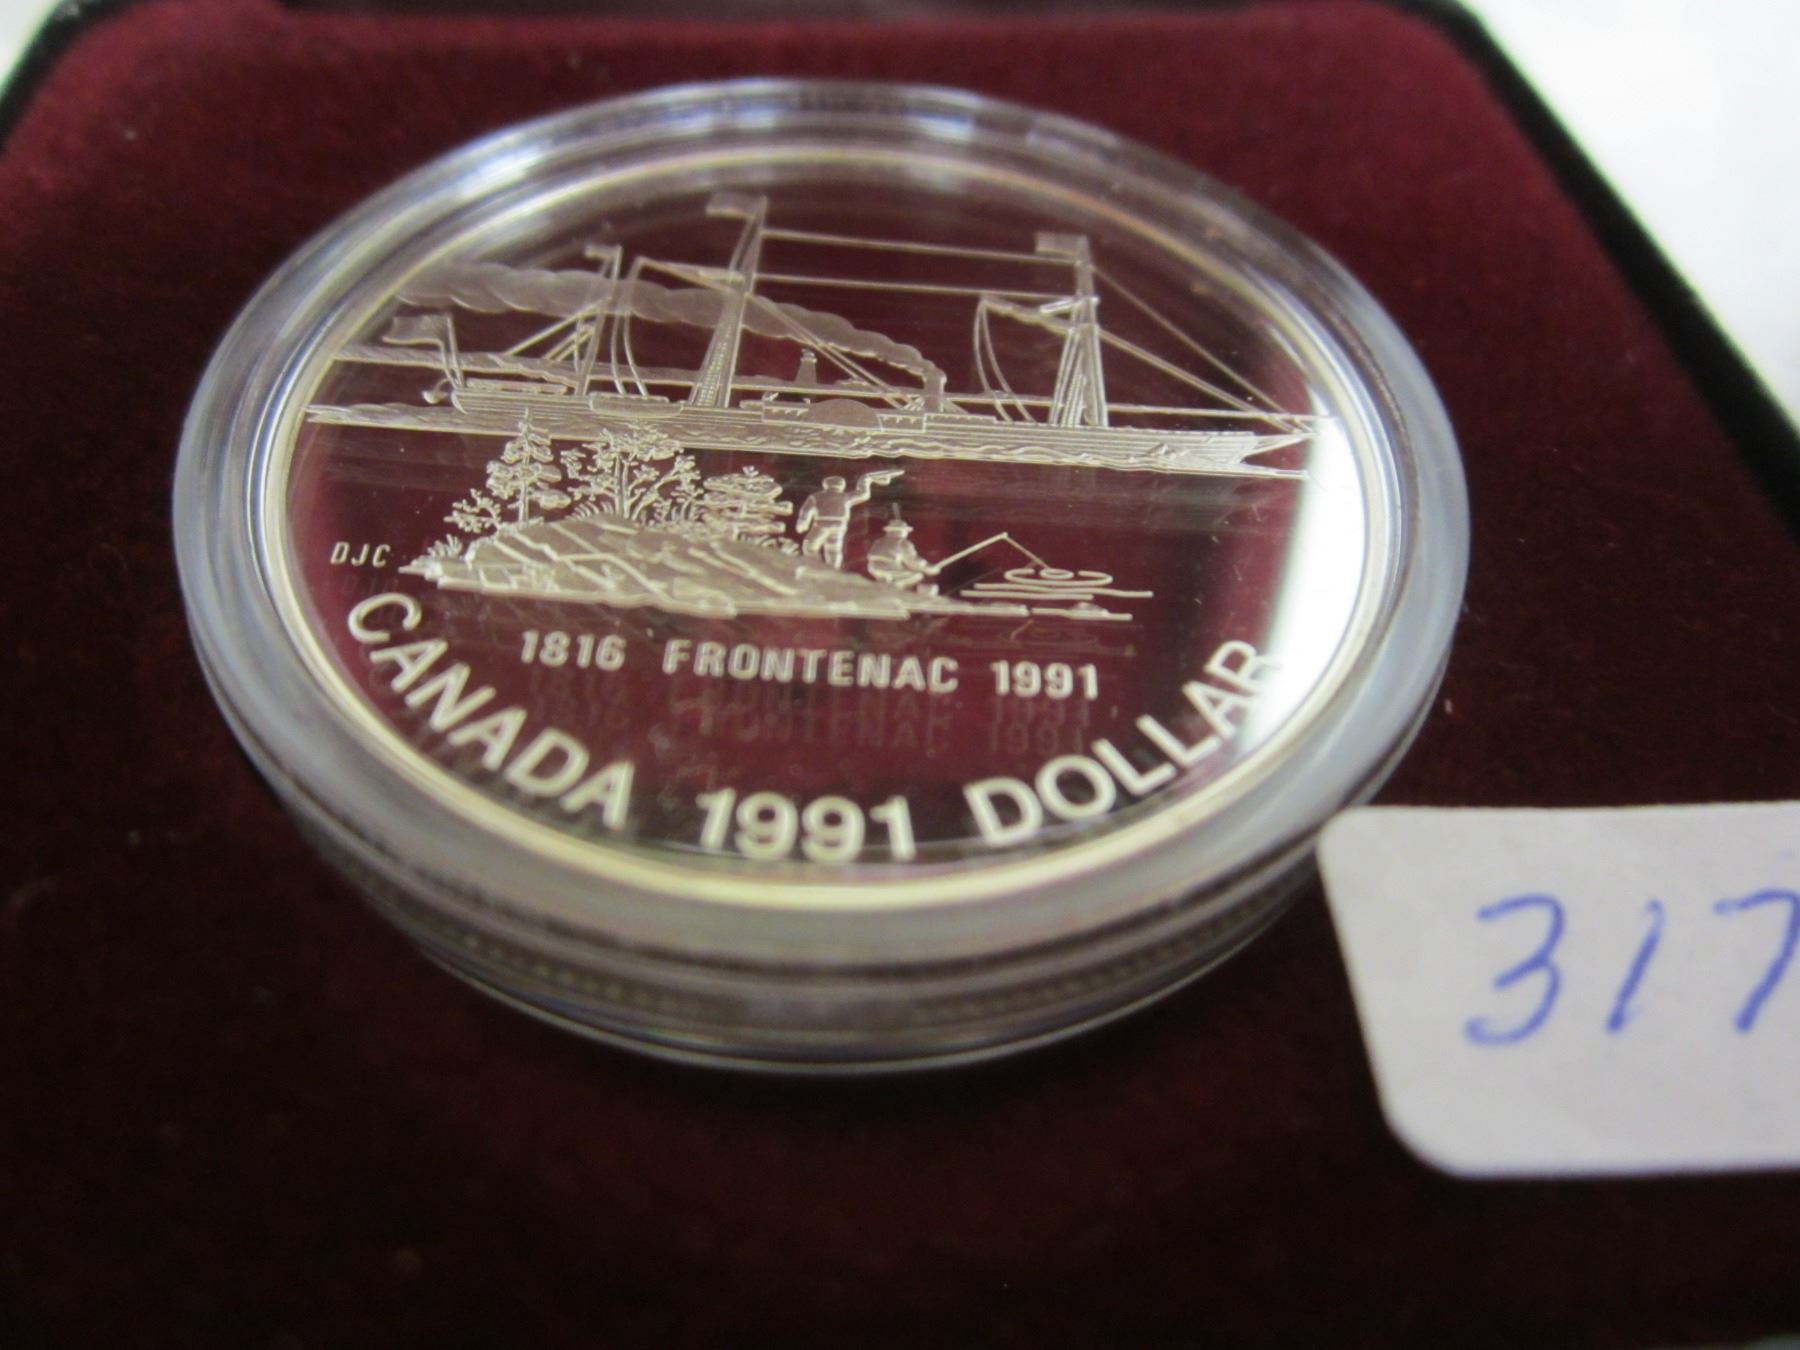 DJC
1816 FRONTENAC 1991
CANADA 1991 DOLLAR
317